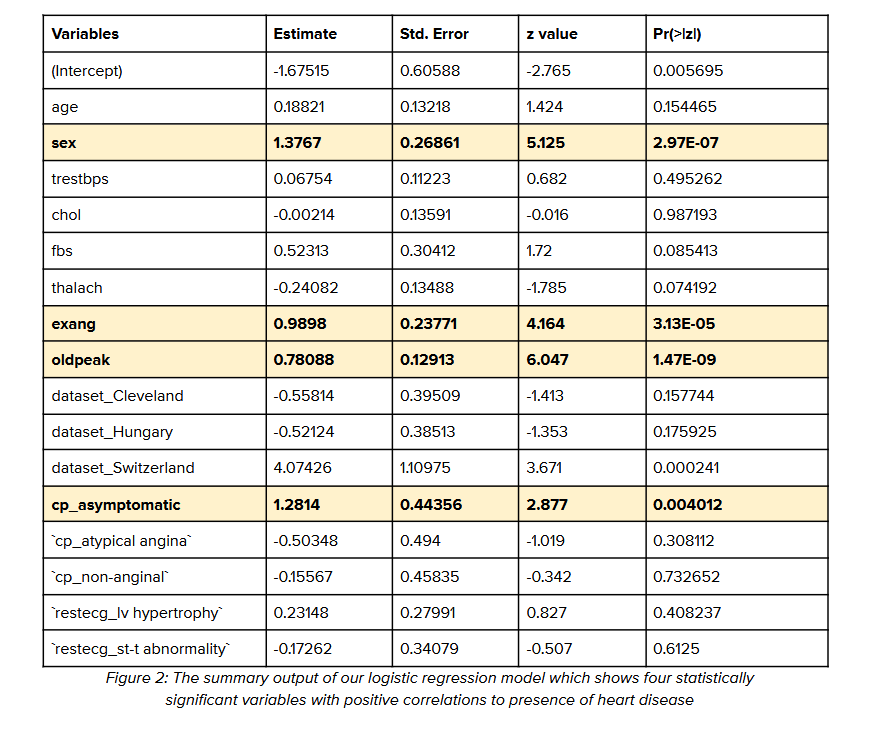 Variables Estimate Std. Error z value Pr(>|z|)
(Intercept) -1.67515 0.60588 -2.765 0.005695
age 0.18821 0.13218 1.424 0.154465
sex 1.3767 0.26861 5.125 2.97E-07
trestbps 0.06754 0.11223 0.682 0.495262
chol -0.00214 0.13591 -0.016 0.987193
fbs 0.52313 0.30412 1.72 0.085413
thalach -0.24082 0.13488 -1.785 0.074192
exang 0.9898 0.23771 4.164 3.13E-05
oldpeak 0.78088 0.12913 6.047 1.47E-09
dataset_Cleveland -0.55814 0.39509 -1.413 0.157744
dataset_Hungary -0.52124 0.38513 -1.353 0.175925
dataset_Switzerland 4.07426 1.10975 3.671 0.000241
cp_asymptomatic 1.2814 0.44356 2.877 0.004012
`cp_atypical angina` -0.50348 0.494 -1.019 0.308112
`cp_non-anginal` -0.15567 0.45835 -0.342 0.732652
`restecg_lv hypertrophy` 0.23148 0.27991 0.827 0.408237
`restecg_st-t abnormality` -0.17262 0.34079 -0.507 0.6125
Figure 2: The summary output of our logistic regression model which shows four statistically
significant variables with positive correlations to presence of heart disease